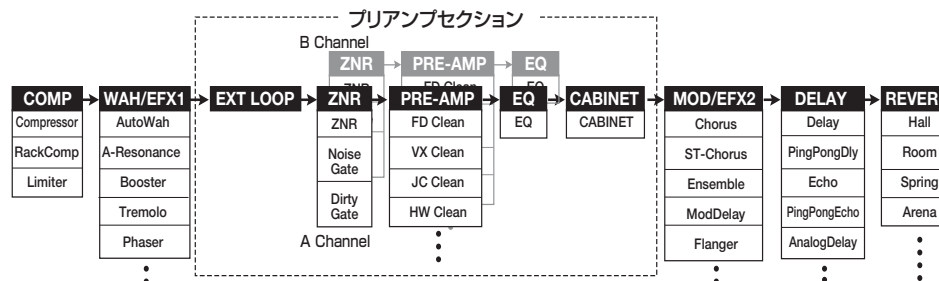 プリアンプセクション
B Channel
ZNR
PRE-AMP
EQ
COMP
WAH/EFX1
EXT LOOP
ZNR
PRE-AMP
EQ
CABINET
MOD/EFX2
DELAY
REVER
Compressor
RackComp
Limiter
AutoWah
A-Resonance
Booster
Tremolo
Phaser
ZNR
Noise
Gate
Dirty
Gate
A Channel
FD Clean
VX Clean
JC Clean
HW Clean
EQ
CABINET
Chorus
ST-Chorus
Ensemble
ModDelay
Flanger
Delay
PingPongDly
Echo
PingPongEcho
AnalogDelay
Hall
Room
Spring
Arena